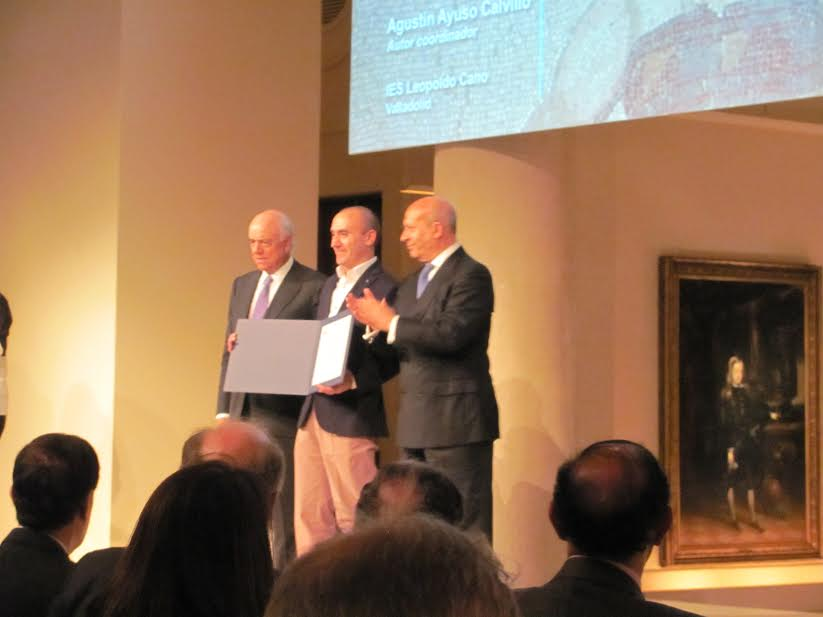 Agustín Ayuso Calvillo
Autor coordinador
IES Leopoldo Cano
Valladolid